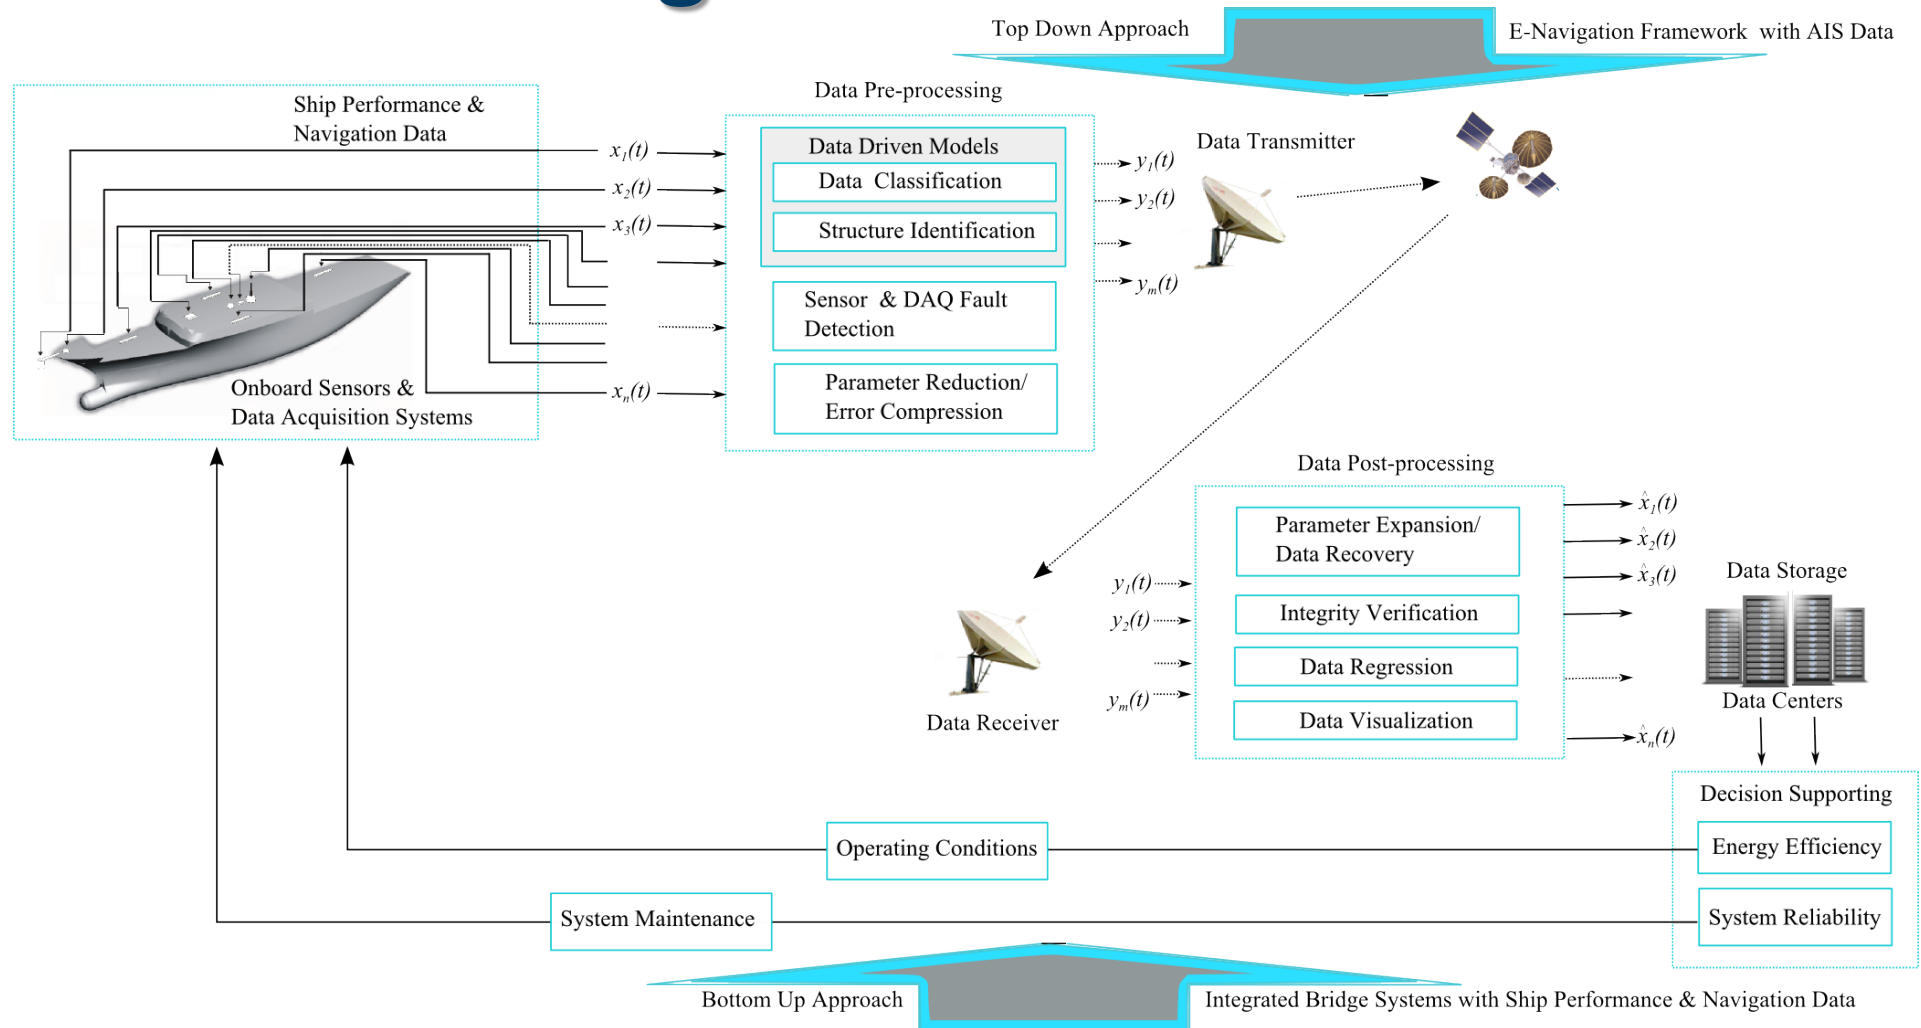 Top Down Approach
E-Navigation Framework with AIS Data
Ship Performance &
Navigation Data
Onboard Sensors &
Data Acquisition Systems
x1(t)
x2(t)
x3(t)
xn(t)
Data Pre-processing
Data Driven Models
Data Classification
Structure Identification
Sensor & DAQ Fault
Detection
Parameter Reduction/
Error Compression
y1(t)
y2(t)
ym(t)
Data Transmitter
Data Receiver
y1(t)
y2(t)
ym(t)
Data Post-processing
Parameter Expansion/
Data Recovery
Integrity Verification
Data Regression
Data Visualization
x̂1(t)
x̂2(t)
x̂3(t)
x̂n(t)
Data Storage
Data Centers
Decision Supporting
Energy Efficiency
System Reliability
Operating Conditions
System Maintenance
Bottom Up Approach
Integrated Bridge Systems with Ship Performance & Navigation Data